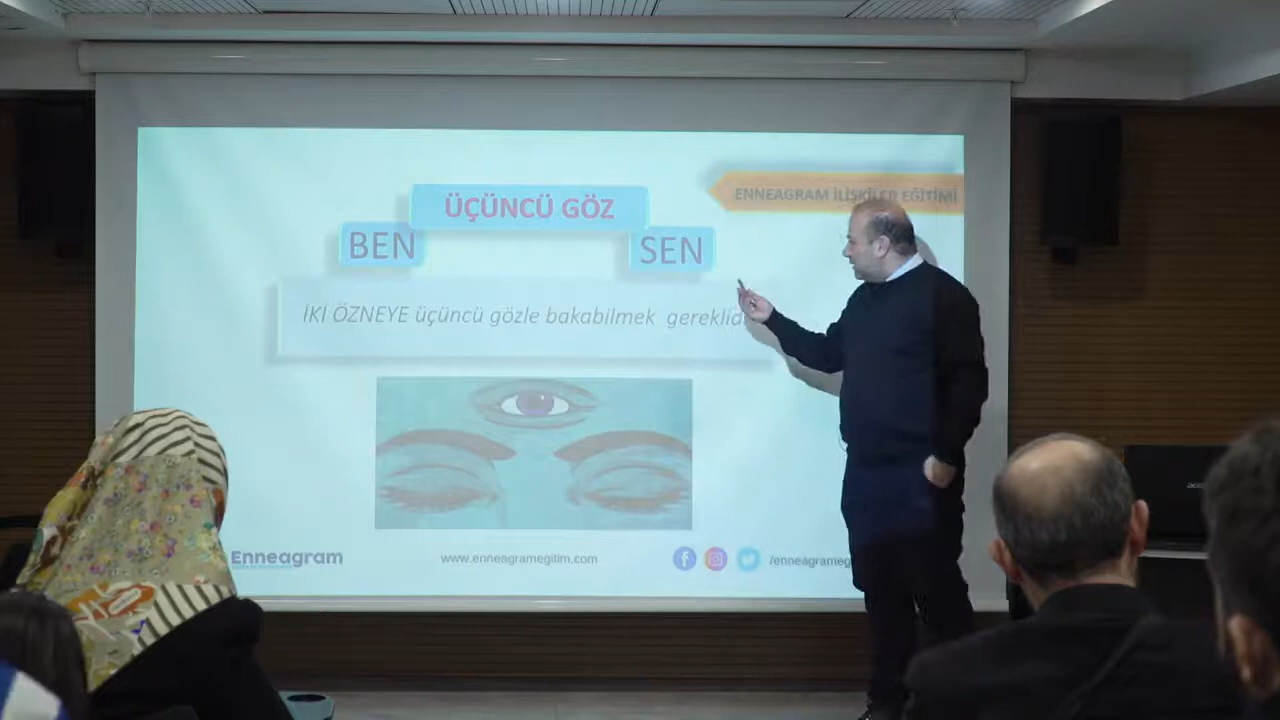 ENNEAGRAM İLİŞKİLER EĞİTİMİ
ÜÇÜNCÜ GÖZ
BEN
SEN
İKİ ÖZNEYE üçüncü gözle bakabilmek
Enneagram
www.enneagramegitim.com
acer